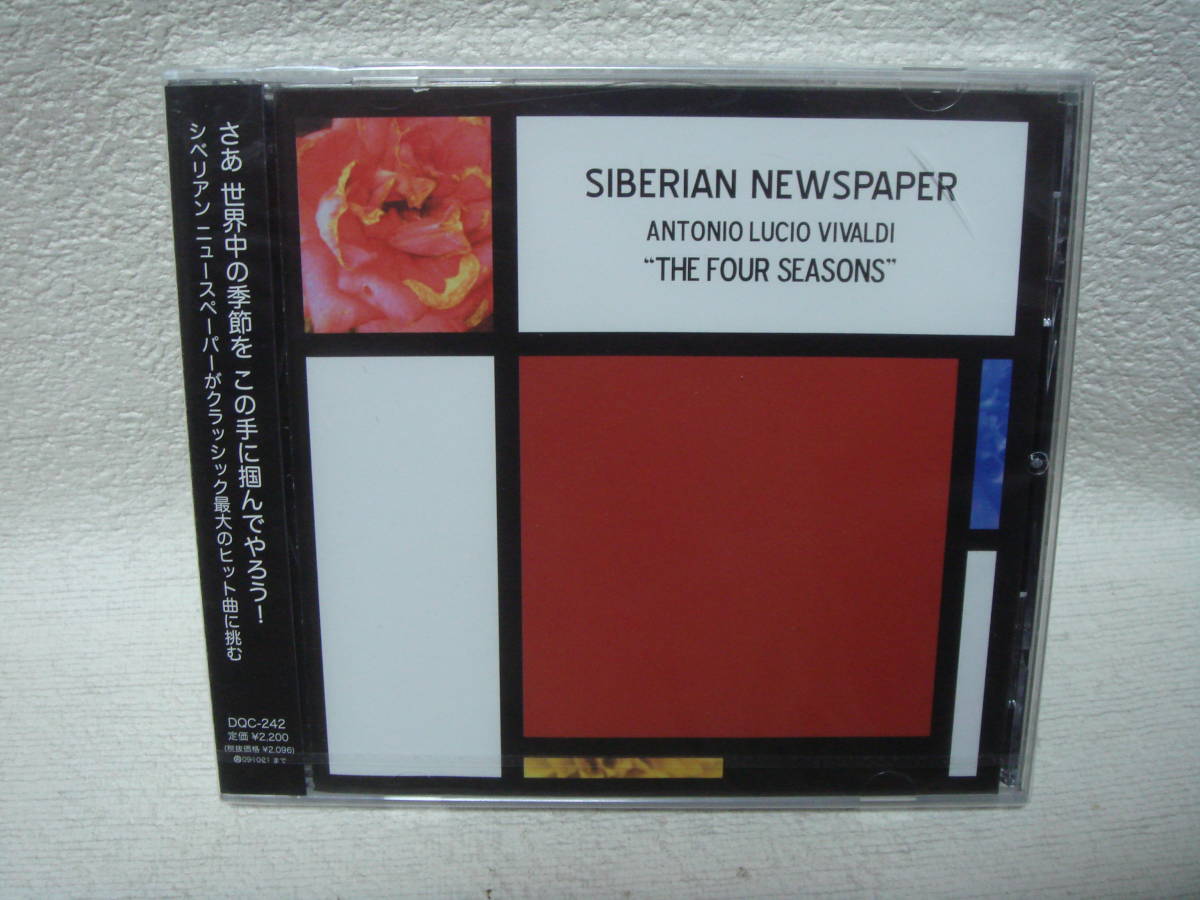 さあ 世界中の季節を この手に掴んでやろう!
シベリアン ニュースペーパーがクラッシック最大のヒット曲に挑む
DQC-242
定価 ¥2,200
(税抜価格 ¥2,096)
まで
SIBERIAN NEWSPAPER
ANTONIO LUCIO VIVALDI
“THE FOUR SEASONS”